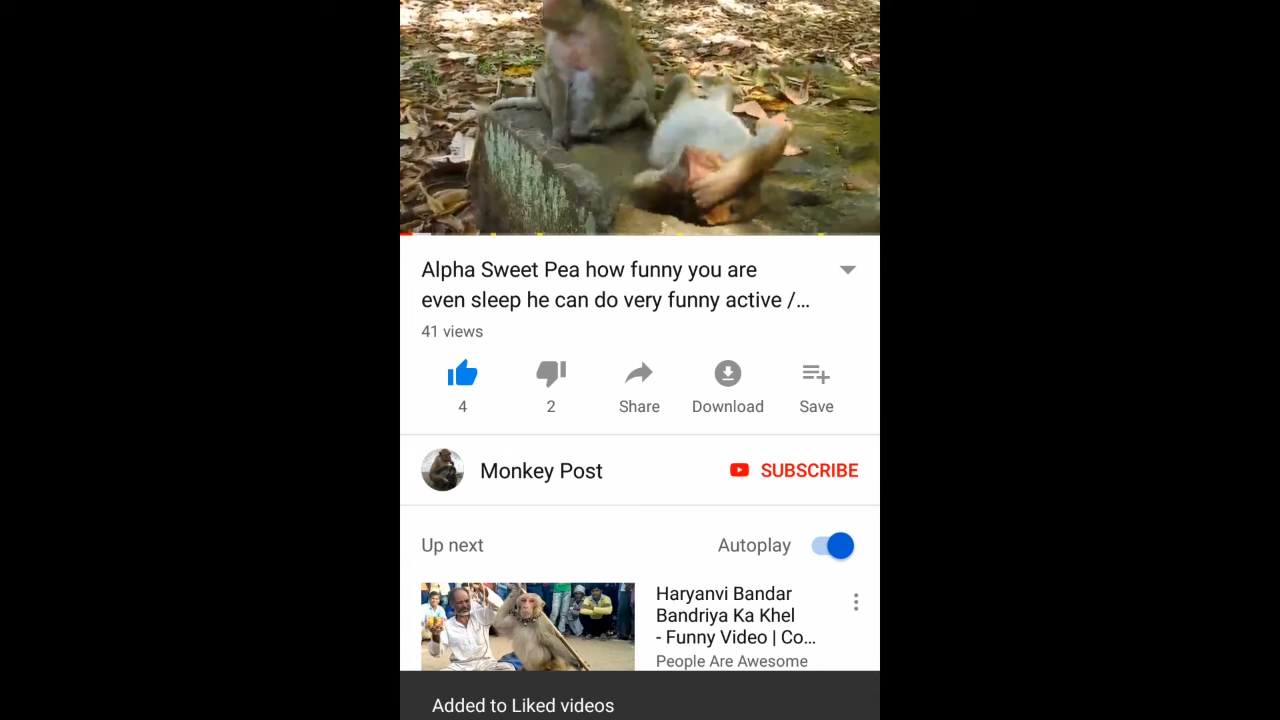 Alpha Sweet Pea how funny you are
even sleep he can do very funny active /...
41 views
4
2
Share
Download
Save
Monkey Post
SUBSCRIBE
Up next
Autoplay
Haryanvi Bandar
Bandriya Ka Khel
- Funny Video | Co...
People Are Awesome
Added to Liked videos